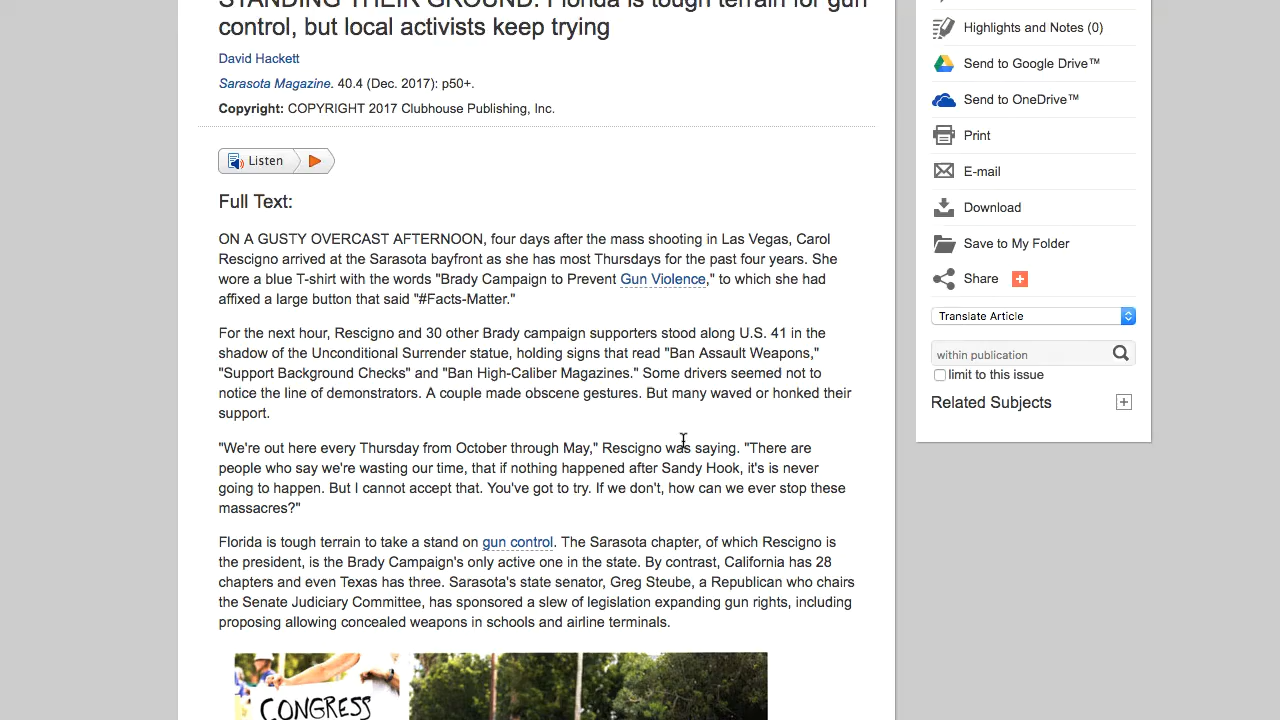 STANDING THEIR GROUND: Florida is tough terrain for gun
control, but local activists keep trying
David Hackett
Sarasota Magazine. 40.4 (Dec. 2017): p50+.
Copyright: COPYRIGHT 2017 Clubhouse Publishing, Inc.
Listen
Full Text:
ON A GUSTY OVERCAST AFTERNOON, four days after the mass shooting in Las Vegas, Carol
Rescigno arrived at the Sarasota bayfront as she has most Thursdays for the past four years. She
wore a blue T-shirt with the words "Brady Campaign to Prevent Gun Violence," to which she had
affixed a large button that said "#Facts-Matter."
For the next hour, Rescigno and 30 other Brady campaign supporters stood along U.S. 41 in the
shadow of the Unconditional Surrender statue, holding signs that read "Ban Assault Weapons,"
"Support Background Checks" and "Ban High-Caliber Magazines." Some drivers seemed not to
notice the line of demonstrators. A couple made obscene gestures. But many waved or honked their
support.
"We're out here every Thursday from October through May," Rescigno was saying. "There are
people who say we're wasting our time, that if nothing happened after Sandy Hook, it's is never
going to happen. But I cannot accept that. You've got to try. If we don't, how can we ever stop these
massacres?"
Florida is tough terrain to take a stand on gun control. The Sarasota chapter, of which Rescigno is
the president, is the Brady Campaign's only active one in the state. By contrast, California has 28
chapters and even Texas has three. Sarasota's state senator, Greg Steube, a Republican who chairs
the Senate Judiciary Committee, has sponsored a slew of legislation expanding gun rights, including
proposing allowing concealed weapons in schools and airline terminals.
CONGRESS
Highlights and Notes (0)
Send to Google Drive™
Send to OneDrive™
Print
E-mail
Download
Save to My Folder
Share
Translate Article
within publication
limit to this issue
Related Subjects